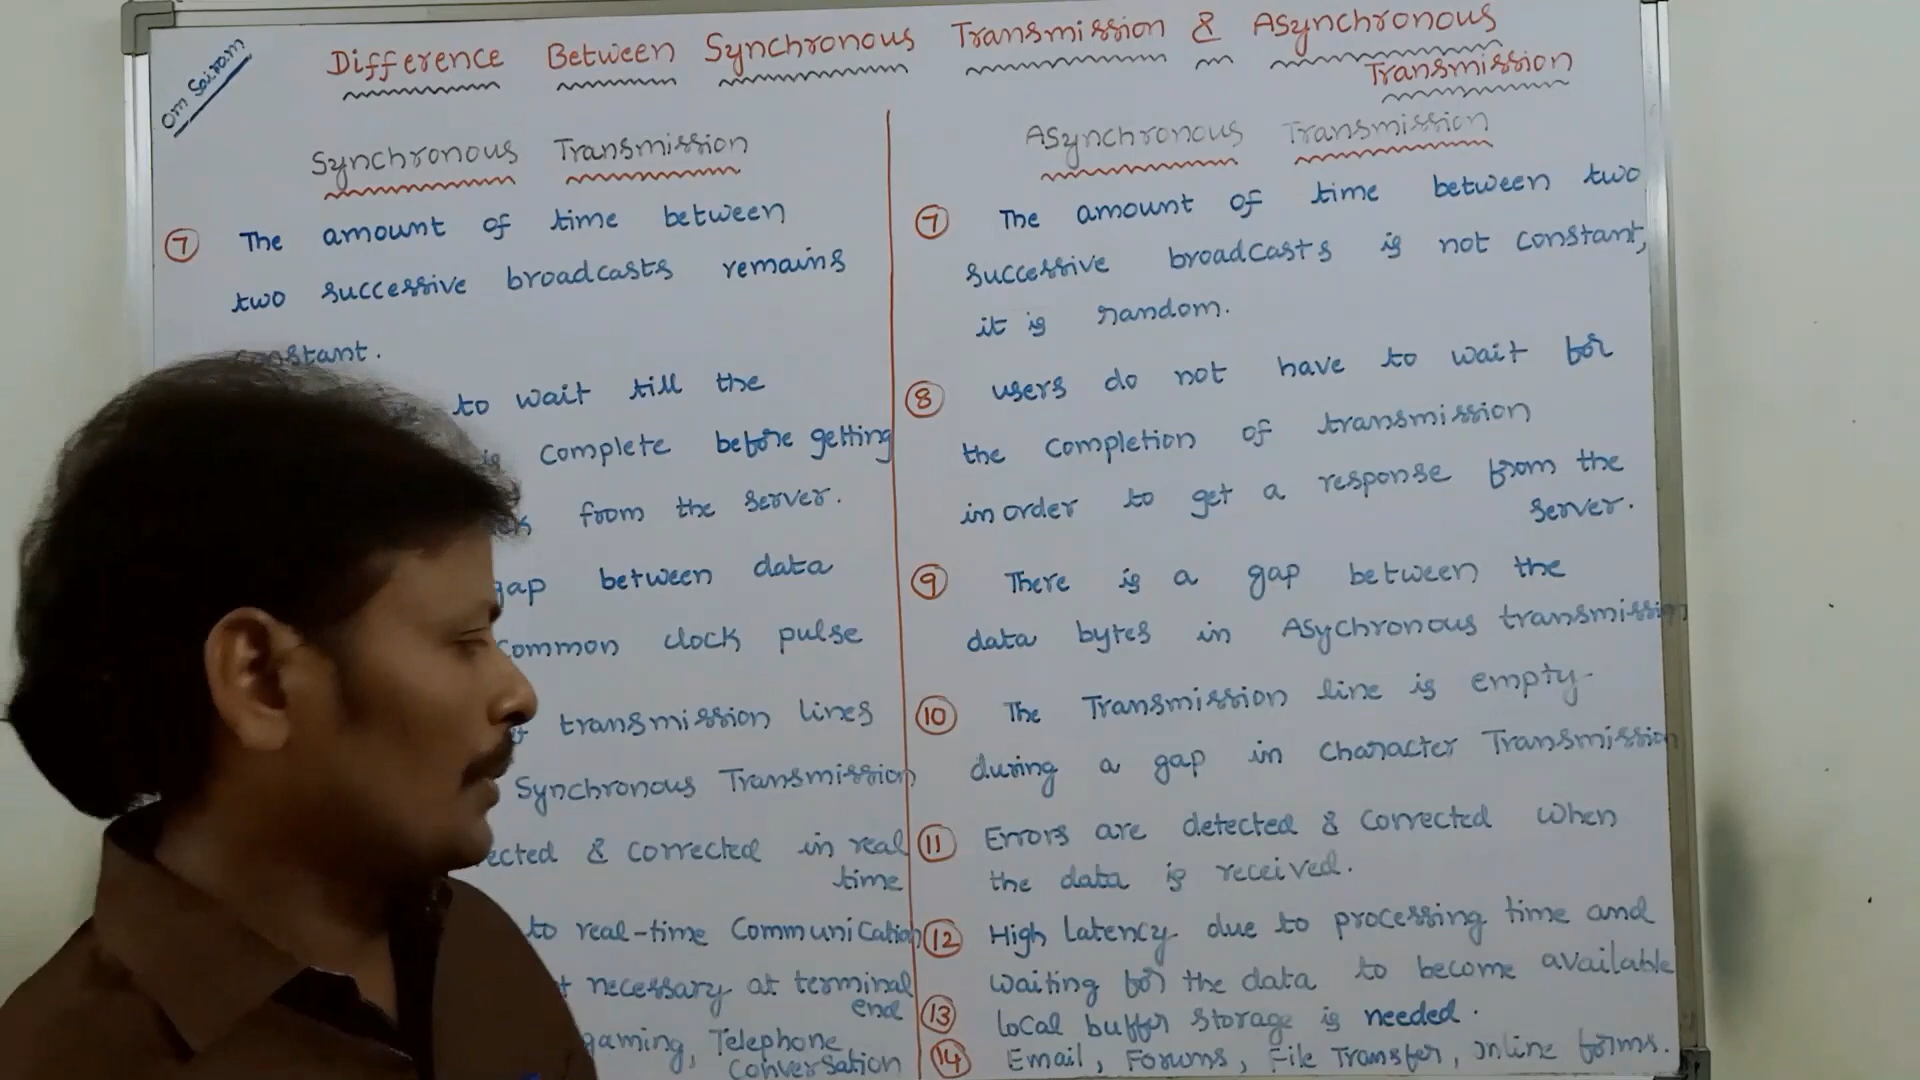 Om Sairam
Difference Between Synchronous Transmission & Asynchronous
Transmission
Synchronous Transmission
⑦ The amount of time between
two successive broadcasts remains
constant.
to wait till the
is complete before getting
from the server.
gap between data
common clock pulse
transmission lines
Synchronous Transmission
ected & corrected in real
time
to real-time Communication
necessary at terminal
end
gaming, Telephone
Conversation
Asynchronous Transmission
⑦ The amount of time between two
successive broadcasts is not constant,
it is random.
⑧ users do not have to wait for
the completion of transmission
in order to get a response from the
server.
⑨ There is a gap between the
data bytes in Asychronous transmission
⑩ The Transmission line is empty
during a gap in character Transmission
⑪ Errors are detected & corrected when
the data is received.
⑫ High Latency due to processing time and
waiting for the data to become available
⑬ local buffer storage is needed.
⑭ Email, Forums, File Transfer, online forms.